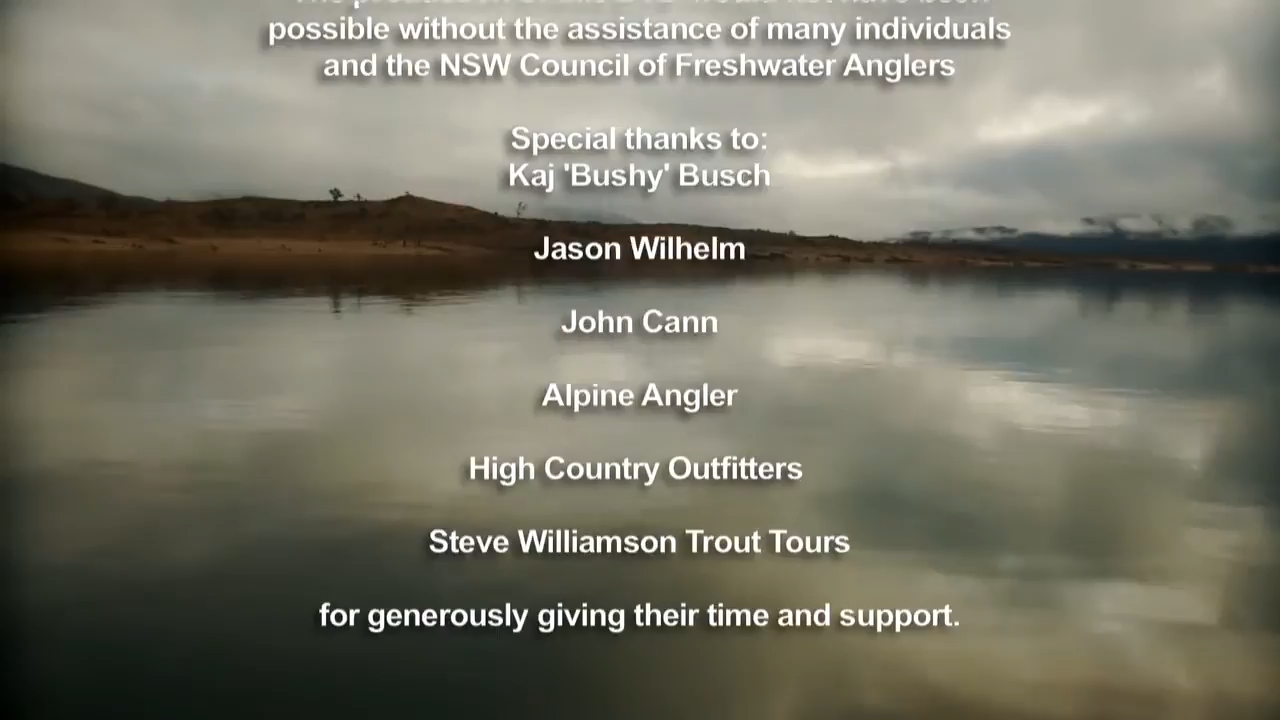 possible without the assistance of many individuals
and the NSW Council of Freshwater Anglers
Special thanks to:
Kaj 'Bushy' Busch
Jason Wilhelm
John Cann
Alpine Angler
High Country Outfitters
Steve Williamson Trout Tours
for generously giving their time and support.